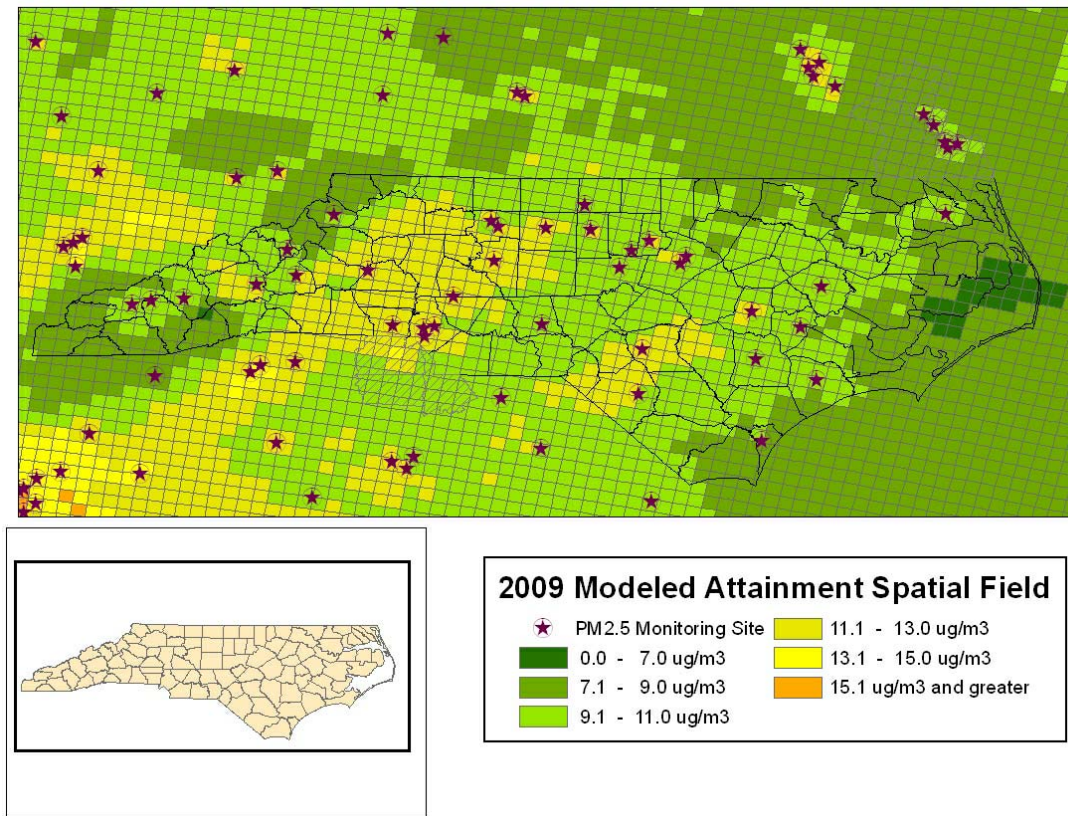 2009 Modeled Attainment Spatial Field
PM2.5 Monitoring Site
0.0 - 7.0 ug/m3
7.1 - 9.0 ug/m3
9.1 - 11.0 ug/m3
11.1 - 13.0 ug/m3
13.1 - 15.0 ug/m3
15.1 ug/m3 and greater